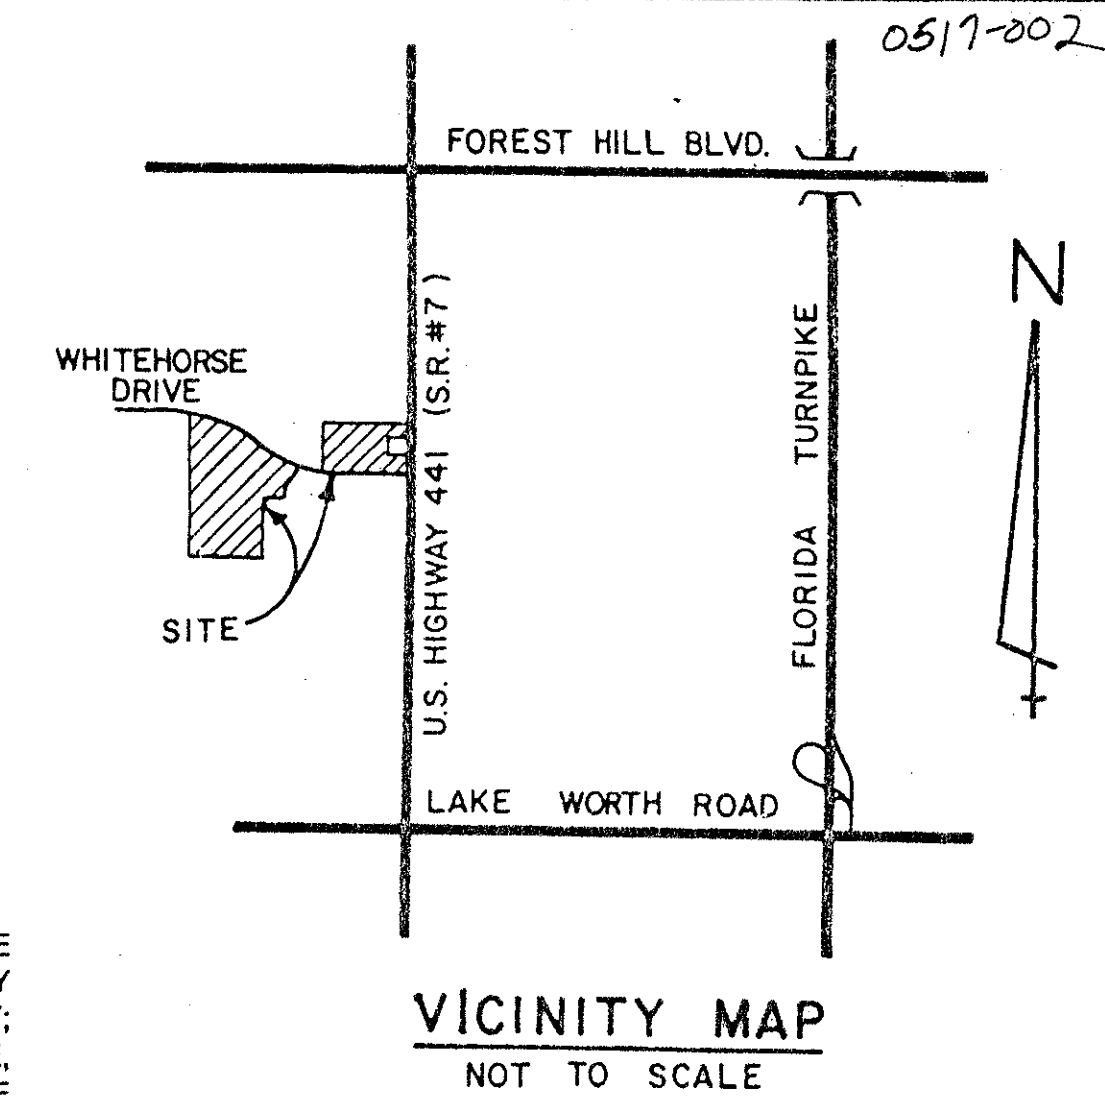 0517-002
FOREST HILL BLVD.
N
WHITEHORSE
DRIVE
U.S. HIGHWAY 441 (S.R.#7)
FLORIDA TURNPIKE
SITE
LAKE WORTH ROAD
VICINITY MAP
NOT TO SCALE